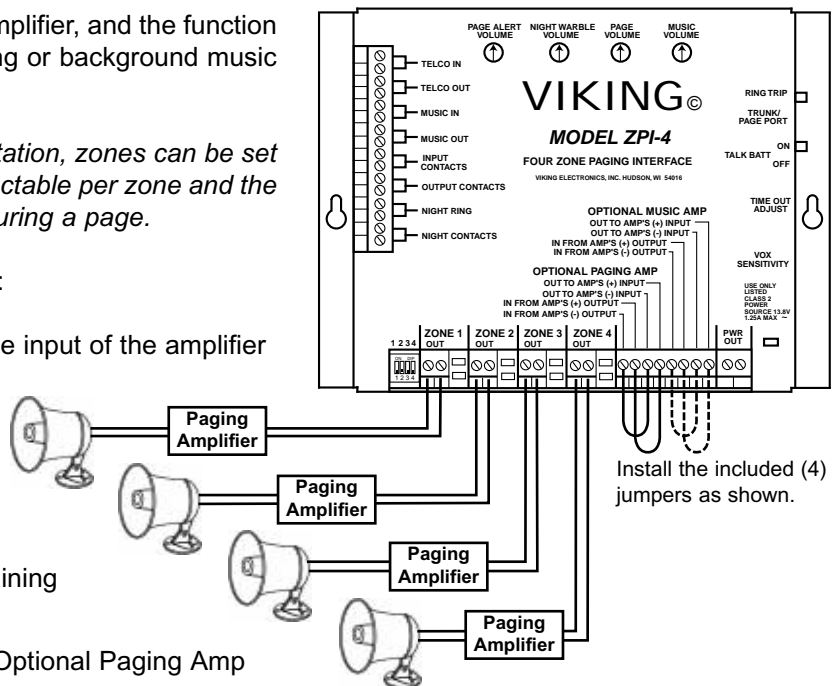 mplifier, and the function
ng or background music
tation, zones can be set
ctable per zone and the
uring a page.
:
e input of the amplifier
ining
Optional Paging Amp
PAGE ALERT VOLUME
NIGHT WARBLE VOLUME
PAGE VOLUME
MUSIC VOLUME
TELCO IN
TELCO OUT
MUSIC IN
MUSIC OUT
INPUT CONTACTS
OUTPUT CONTACTS
NIGHT RING
NIGHT CONTACTS
VIKING©
MODEL ZPI-4
FOUR ZONE PAGING INTERFACE
VIKING ELECTRONICS, INC. HUDSON, WI 54016
RING TRIP
TRUNK/
PAGE PORT
ON
TALK BATT
OFF
TIME OUT
ADJUST
VOX
SENSITIVITY
USE ONLY
LISTED
CLASS 2
POWER
SOURCE 13.8V
1.25A MAX ~
OPTIONAL MUSIC AMP
OUT TO AMP'S (+) INPUT
OUT TO AMP'S (-) INPUT
IN FROM AMP'S (+) OUTPUT
IN FROM AMP'S (-) OUTPUT
OPTIONAL PAGING AMP
OUT TO AMP'S (+) INPUT
OUT TO AMP'S (-) INPUT
IN FROM AMP'S (+) OUTPUT
IN FROM AMP'S (-) OUTPUT
1 2 3 4
ON DIP
1 2 3 4
ZONE 1
OUT
ZONE 2
OUT
ZONE 3
OUT
ZONE 4
OUT
PWR
OUT
Paging
Amplifier
Paging
Amplifier
Paging
Amplifier
Paging
Amplifier
Install the included (4)
jumpers as shown.